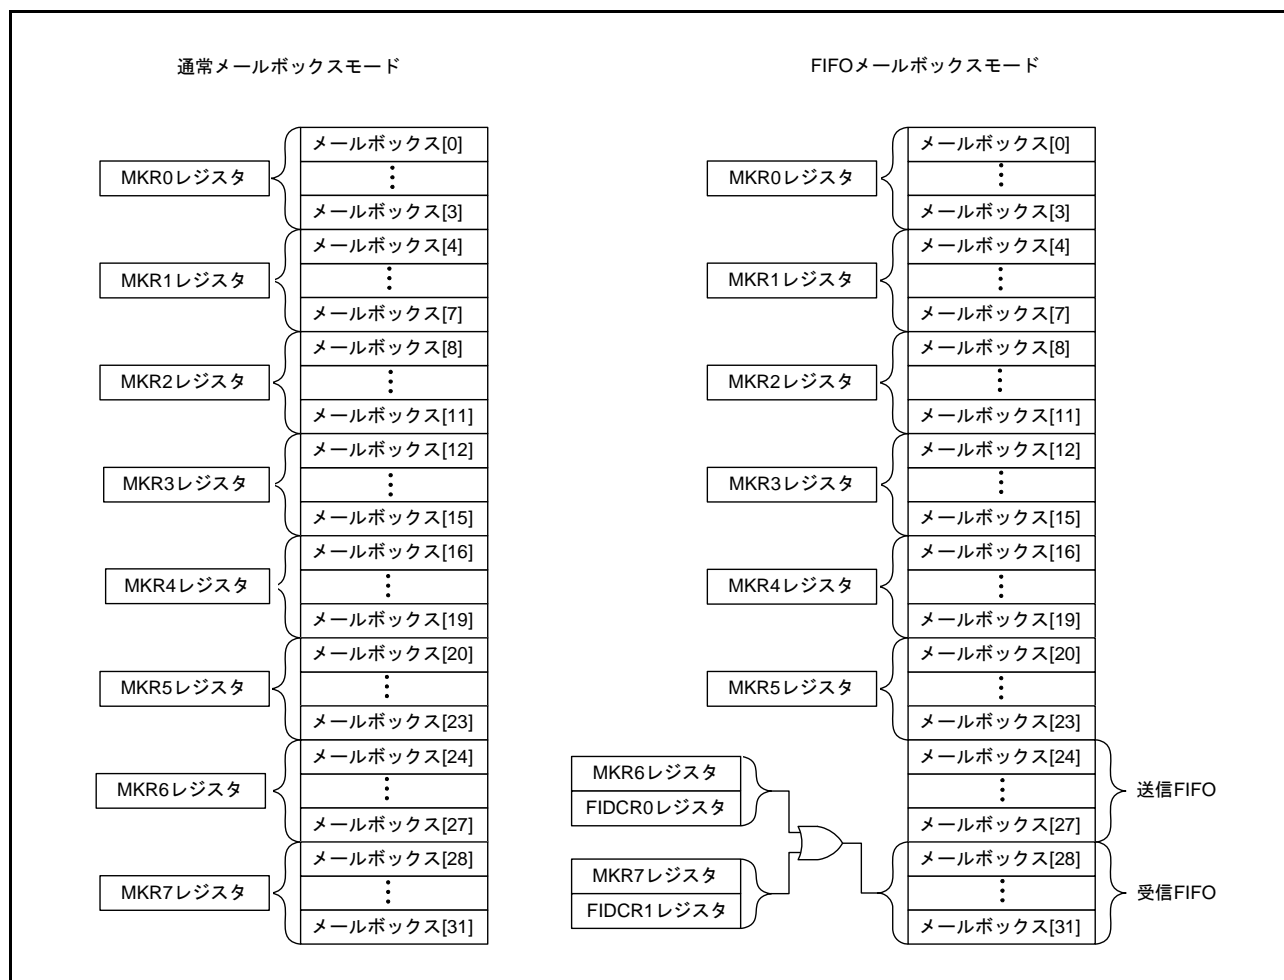 通常メールボックスモード
メールボックス[0]
MKR0レジスタ
メールボックス[3]
メールボックス[4]
MKR1レジスタ
メールボックス[7]
メールボックス[8]
MKR2レジスタ
メールボックス[11]
メールボックス[12]
MKR3レジスタ
メールボックス[15]
メールボックス[16]
MKR4レジスタ
メールボックス[19]
メールボックス[20]
MKR5レジスタ
メールボックス[23]
メールボックス[24]
MKR6レジスタ
メールボックス[27]
メールボックス[28]
MKR7レジスタ
メールボックス[31]
FIFOメールボックスモード
メールボックス[0]
MKR0レジスタ
メールボックス[3]
メールボックス[4]
MKR1レジスタ
メールボックス[7]
メールボックス[8]
MKR2レジスタ
メールボックス[11]
メールボックス[12]
MKR3レジスタ
メールボックス[15]
メールボックス[16]
MKR4レジスタ
メールボックス[19]
メールボックス[20]
MKR5レジスタ
メールボックス[23]
メールボックス[24]
MKR6レジスタ
FIDCR0レジスタ
送信FIFO
メールボックス[27]
メールボックス[28]
MKR7レジスタ
FIDCR1レジスタ
受信FIFO
メールボックス[31]